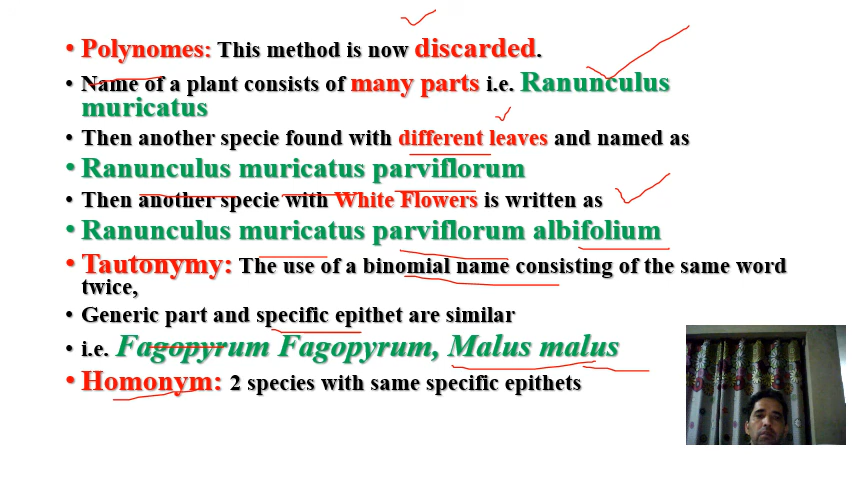 • Polynomes: This method is now discarded.
• Name of a plant consists of many parts i.e. Ranunculus
muricatus
• Then another specie found with different leaves and named as
• Ranunculus muricatus parviflorum
• Then another specie with White Flowers is written as
• Ranunculus muricatus parviflorum albifolium
• Tautonymy: The use of a binomial name consisting of the same word
twice,
• Generic part and specific epithet are similar
• i.e. Fagopyrum Fagopyrum, Malus malus
• Homonym: 2 species with same specific epithets